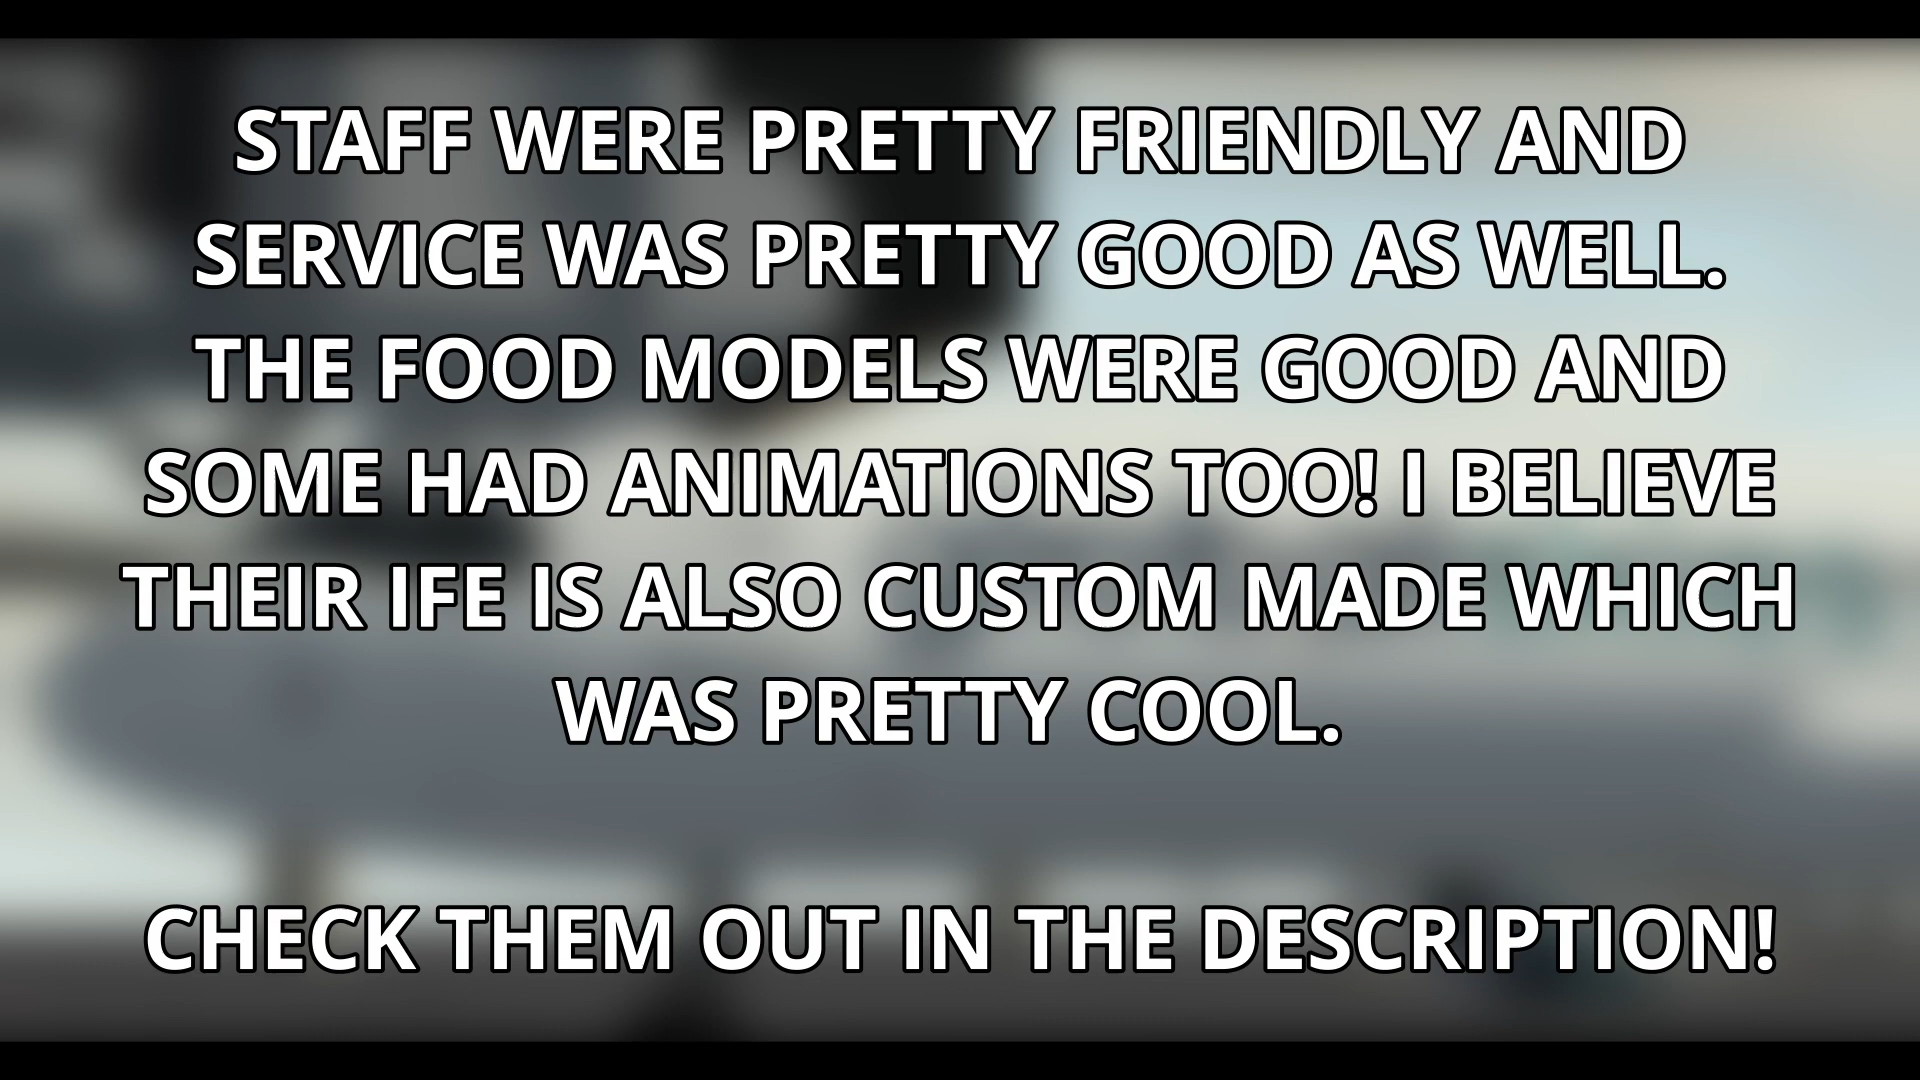 STAFF WERE PRETTY FRIENDLY AND
SERVICE WAS PRETTY GOOD AS WELL.
THE FOOD MODELS WERE GOOD AND
SOME HAD ANIMATIONS TOO! I BELIEVE
THEIR IFE IS ALSO CUSTOM MADE WHICH
WAS PRETTY COOL.
CHECK THEM OUT IN THE DESCRIPTION!